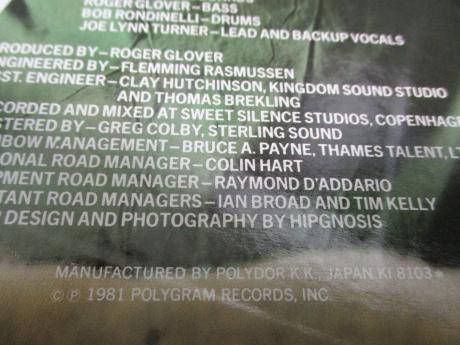 ROGER GLOVER–BASS
BOB RONDINELLI–DRUMS
JOE LYNN TURNER–LEAD AND BACKUP VOCALS
RODUCED BY–ROGER GLOVER
NGINEERED BY–FLEMMING RASMUSSEN
ST. ENGINEER–CLAY HUTCHINSON, KINGDOM SOUND STUDIO
AND THOMAS BREKLING
CORDED AND MIXED AT SWEET SILENCE STUDIOS, COPENHAGE
STERED BY–GREG COLBY, STERLING SOUND
NBOW MANAGEMENT–BRUCE A. PAYNE, THAMES TALENT, LT
ONAL ROAD MANAGER–COLIN HART
PMENT ROAD MANAGER–RAYMOND D'ADDARIO
TANT ROAD MANAGERS–IAN BROAD AND TIM KELLY
DESIGN AND PHOTOGRAPHY BY HIPGNOSIS
MANUFACTURED BY POLYDOR K.K., JAPAN KI 8103★
© ℗ 1981 POLYGRAM RECORDS, INC.